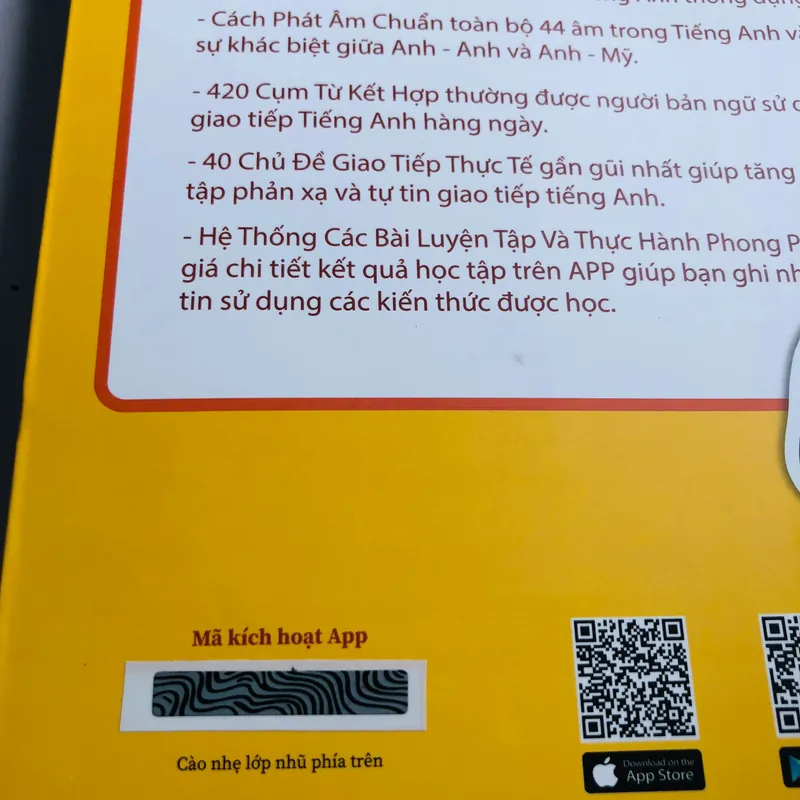 - Cách Phát Âm Chuẩn toàn bộ 44 âm trong Tiếng Anh
sự khác biệt giữa Anh - Anh và Anh - Mỹ.
- 420 Cụm Từ Kết Hợp thường được người bản ngữ sử
giao tiếp Tiếng Anh hàng ngày.
- 40 Chủ Đề Giao Tiếp Thực Tế gần gũi nhất giúp tăng
tập phản xạ và tự tin giao tiếp tiếng Anh.
- Hệ Thống Các Bài Luyện Tập Và Thực Hành Phong
giá chi tiết kết quả học tập trên APP giúp bạn ghi
tin sử dụng các kiến thức được học.
Mã kích hoạt App
Cào nhẹ lớp nhũ phía trên
Download on the
App Store